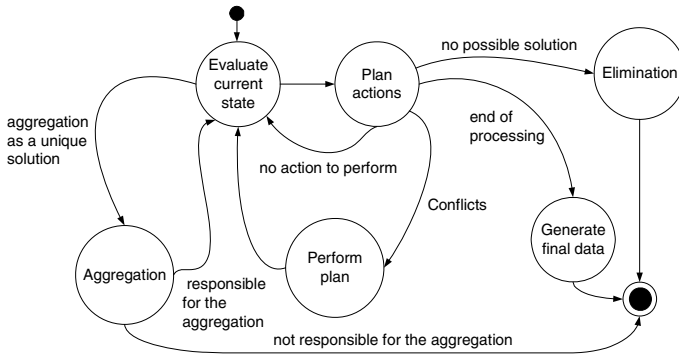 no possible solution
Evaluate
current
state
Plan
actions
Elimination
aggregation
as a unique
solution
end of
processing
no action to perform
Conflicts
Aggregation
responsible
for the
aggregation
Perform
plan
Generate
final data
not responsible for the aggregation